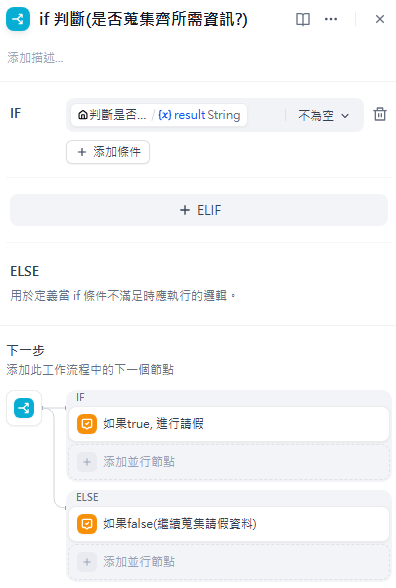 if 判斷(是否蒐集齊所需資訊?)
添加描述...
IF
判斷是否... / {x} result String 不為空
+ 添加條件
+ ELIF
ELSE
用於定義當 if 條件不滿足時應執行的邏輯。
下一步
添加此工作流程中的下一個節點
IF
如果true, 進行請假
+ 添加並行節點
ELSE
如果false(繼續蒐集請假資料)
+ 添加並行節點